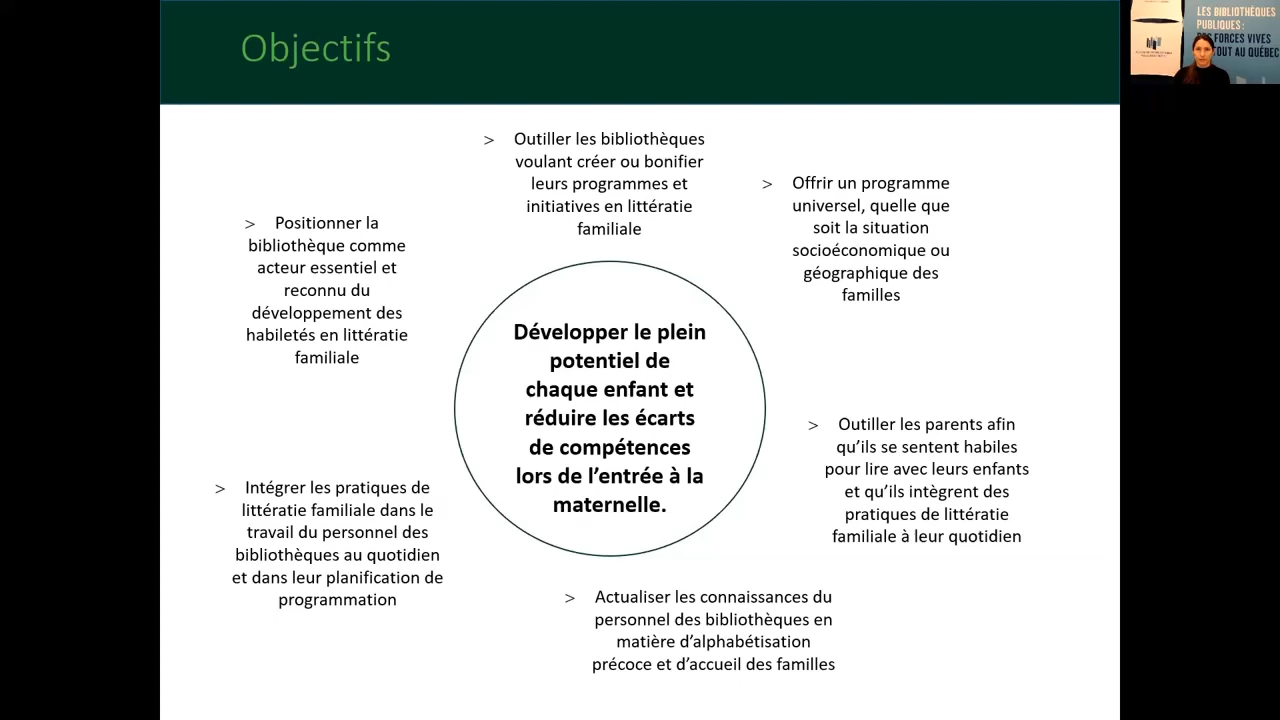 Objectifs
> Outiller les bibliothèques
voulant créer ou bonifier
leurs programmes et
initiatives en littératie
familiale
> Offrir un programme
universel, quelle que
soit la situation
socioéconomique ou
géographique des
familles
> Positionner la
bibliothèque comme
acteur essentiel et
reconnu du
développement des
habiletés en littératie
familiale
Développer le plein
potentiel de
chaque enfant et
réduire les écarts
de compétences
lors de l’entrée à la
maternelle.
> Outiller les parents afin
qu’ils se sentent habiles
pour lire avec leurs enfants
et qu’ils intègrent des
pratiques de littératie
familiale à leur quotidien
> Intégrer les pratiques de
littératie familiale dans le
travail du personnel des
bibliothèques au quotidien
et dans leur planification de
programmation
> Actualiser les connaissances du
personnel des bibliothèques en
matière d’alphabétisation
précoce et d’accueil des familles
LES BIBLIOTHÈQUES
PUBLIQUES :
FORCES VIVES
TOUT AU QUÉBEC